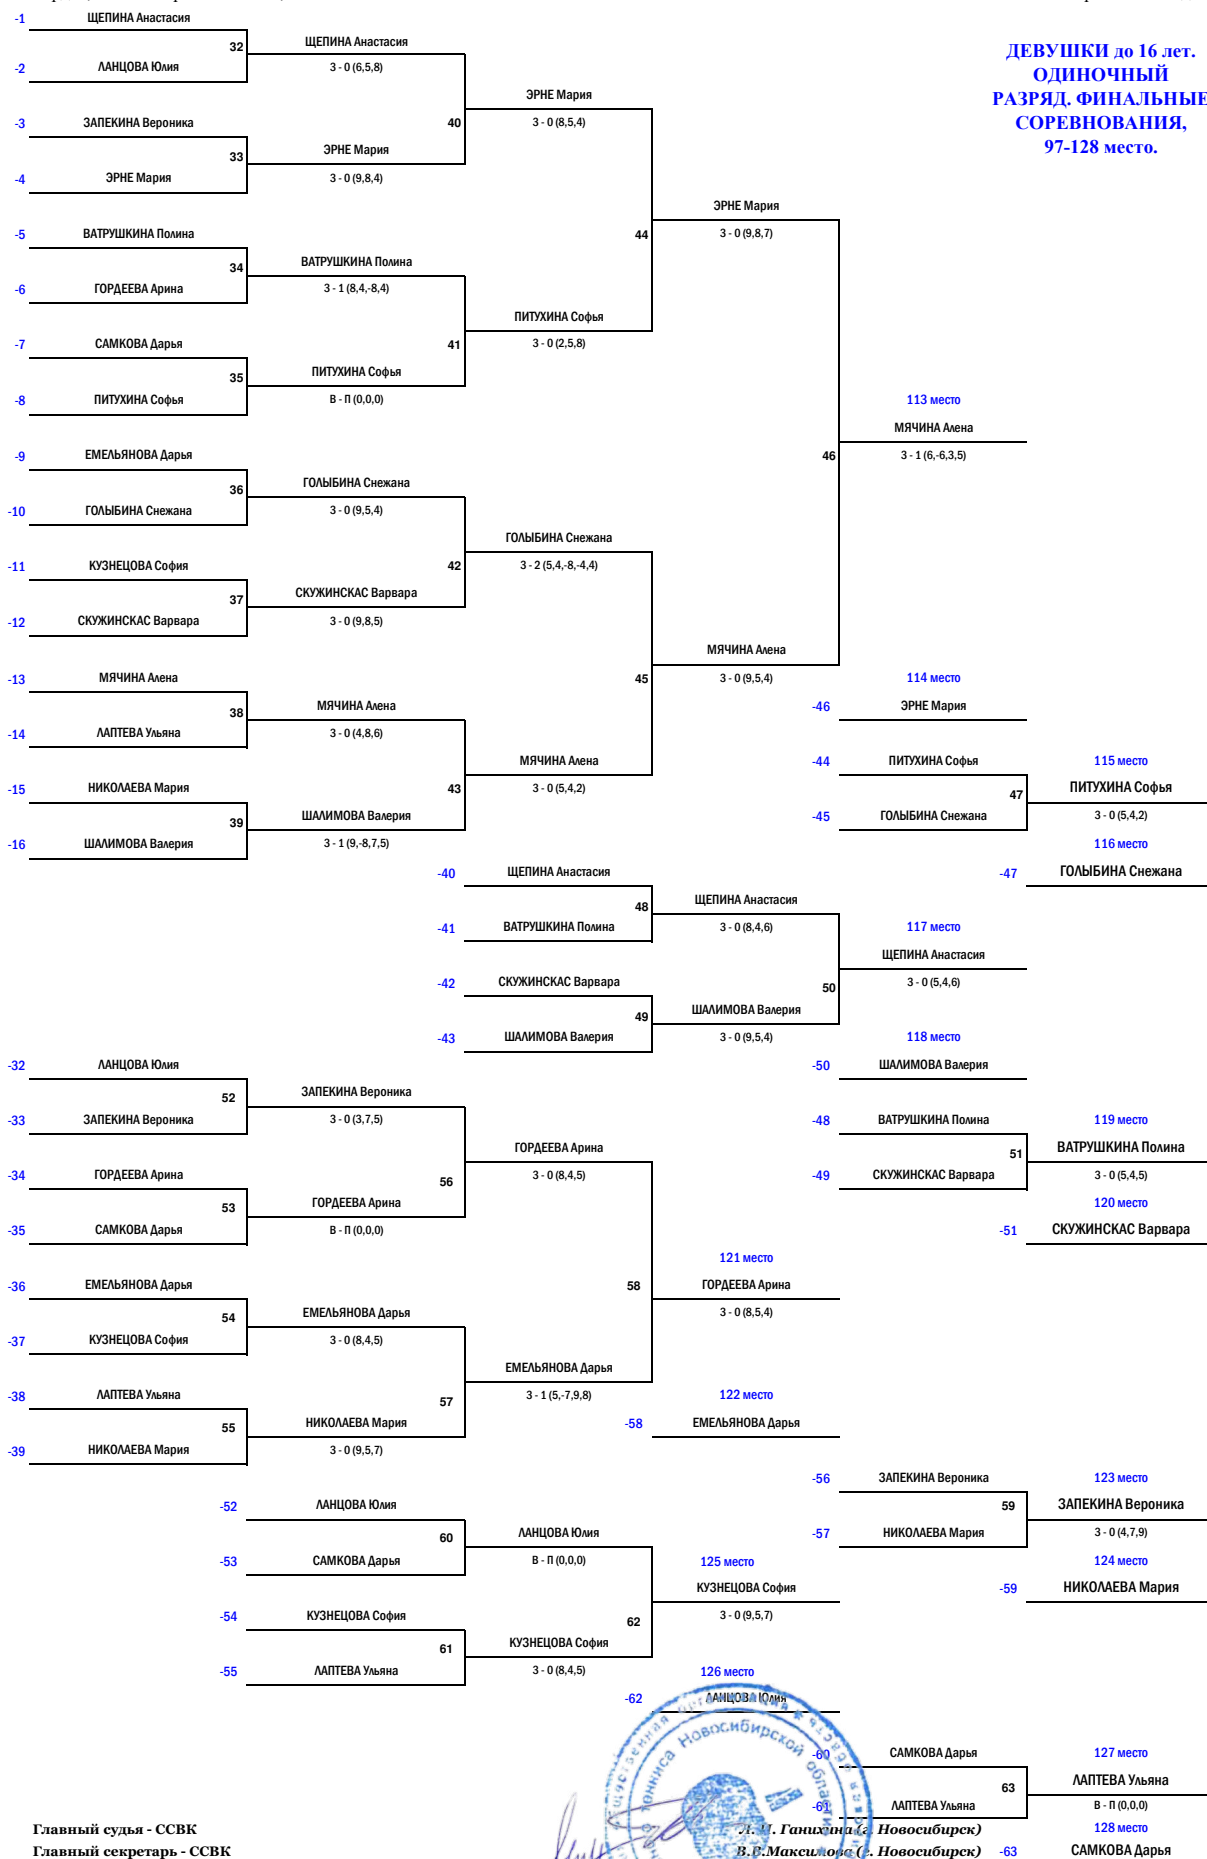 ДЕВУШКИ до 16 лет.
ОДИНОЧНЫЙ
РАЗРЯД. ФИНАЛЬНЫЕ
СОРЕВНОВАНИЯ,
97-128 место.
-1 ЩЕПИНА Анастасия
32 ЩЕПИНА Анастасия
-2 ЛАНЦОВА Юлия 3 - 0 (6,5,8)
ЭРНЕ Мария
-3 ЗАПЕКИНА Вероника 40 3 - 0 (8,5,4)
33 ЭРНЕ Мария
-4 ЭРНЕ Мария 3 - 0 (9,8,4)
ЭРНЕ Мария
-5 ВАТРУШКИНА Полина 44 3 - 0 (9,8,7)
34 ВАТРУШКИНА Полина
-6 ГОРДЕЕВА Арина 3 - 1 (8,4,-8,4)
ПИТУХИНА Софья
-7 САМКОВА Дарья 41 3 - 0 (2,5,8)
35 ПИТУХИНА Софья
-8 ПИТУХИНА Софья В - П (0,0,0) 113 место
МЯЧИНА Алена
-9 ЕМЕЛЬЯНОВА Дарья 46 3 - 1 (6,-6,3,5)
36 ГОЛЫБИНА Снежана
-10 ГОЛЫБИНА Снежана 3 - 0 (9,5,4)
ГОЛЫБИНА Снежана
-11 КУЗНЕЦОВА София 42 3 - 2 (5,4,-8,-4,4)
37 СКУЖИНСКАС Варвара
-12 СКУЖИНСКАС Варвара 3 - 0 (9,8,5)
МЯЧИНА Алена
-13 МЯЧИНА Алена 45 3 - 0 (9,5,4) 114 место
38 МЯЧИНА Алена -46 ЭРНЕ Мария
-14 ЛАПТЕВА Ульяна 3 - 0 (4,8,6)
МЯЧИНА Алена -44 ПИТУХИНА Софья 115 место
-15 НИКОЛАЕВА Мария 43 3 - 0 (5,4,2) 47 ПИТУХИНА Софья
39 ШАЛИМОВА Валерия -45 ГОЛЫБИНА Снежана 3 - 0 (5,4,2)
-16 ШАЛИМОВА Валерия 3 - 1 (9,-8,7,5) 116 место
-40 ЩЕПИНА Анастасия -47 ГОЛЫБИНА Снежана
48 ЩЕПИНА Анастасия
-41 ВАТРУШКИНА Полина 3 - 0 (8,4,6) 117 место
ЩЕПИНА Анастасия
-42 СКУЖИНСКАС Варвара 50 3 - 0 (5,4,6)
49 ШАЛИМОВА Валерия
-43 ШАЛИМОВА Валерия 3 - 0 (9,5,4) 118 место
-32 ЛАНЦОВА Юлия -50 ШАЛИМОВА Валерия
52 ЗАПЕКИНА Вероника
-33 ЗАПЕКИНА Вероника 3 - 0 (3,7,5) -48 ВАТРУШКИНА Полина 119 место
ГОРДЕЕВА Арина 51 ВАТРУШКИНА Полина
-34 ГОРДЕЕВА Арина 56 3 - 0 (8,4,5) -49 СКУЖИНСКАС Варвара 3 - 0 (5,4,5)
53 ГОРДЕЕВА Арина 120 место
-35 САМКОВА Дарья В - П (0,0,0) -51 СКУЖИНСКАС Варвара
121 место
-36 ЕМЕЛЬЯНОВА Дарья 58 ГОРДЕЕВА Арина
54 ЕМЕЛЬЯНОВА Дарья 3 - 0 (8,5,4)
-37 КУЗНЕЦОВА София 3 - 0 (8,4,5)
ЕМЕЛЬЯНОВА Дарья
-38 ЛАПТЕВА Ульяна 57 3 - 1 (5,-7,9,8) 122 место
55 НИКОЛАЕВА Мария -58 ЕМЕЛЬЯНОВА Дарья
-39 НИКОЛАЕВА Мария 3 - 0 (9,5,7)
-56 ЗАПЕКИНА Вероника 123 место
-52 ЛАНЦОВА Юлия 59 ЗАПЕКИНА Вероника
60 ЛАНЦОВА Юлия -57 НИКОЛАЕВА Мария 3 - 0 (4,7,9)
-53 САМКОВА Дарья В - П (0,0,0) 125 место 124 место
КУЗНЕЦОВА София -59 НИКОЛАЕВА Мария
-54 КУЗНЕЦОВА София 62 3 - 0 (9,5,7)
61 КУЗНЕЦОВА София
-55 ЛАПТЕВА Ульяна 3 - 0 (8,4,5) 126 место
-62 ЛАНЦОВА Юлия
-60 САМКОВА Дарья 127 место
63 ЛАПТЕВА Ульяна
-61 ЛАПТЕВА Ульяна В - П (0,0,0)
Главный судья - ССВК Ганихина (г. Новосибирск) 128 место
Главный секретарь - ССВК В.В.Максимова (г. Новосибирск) -63 САМКОВА Дарья
Новосибирской области